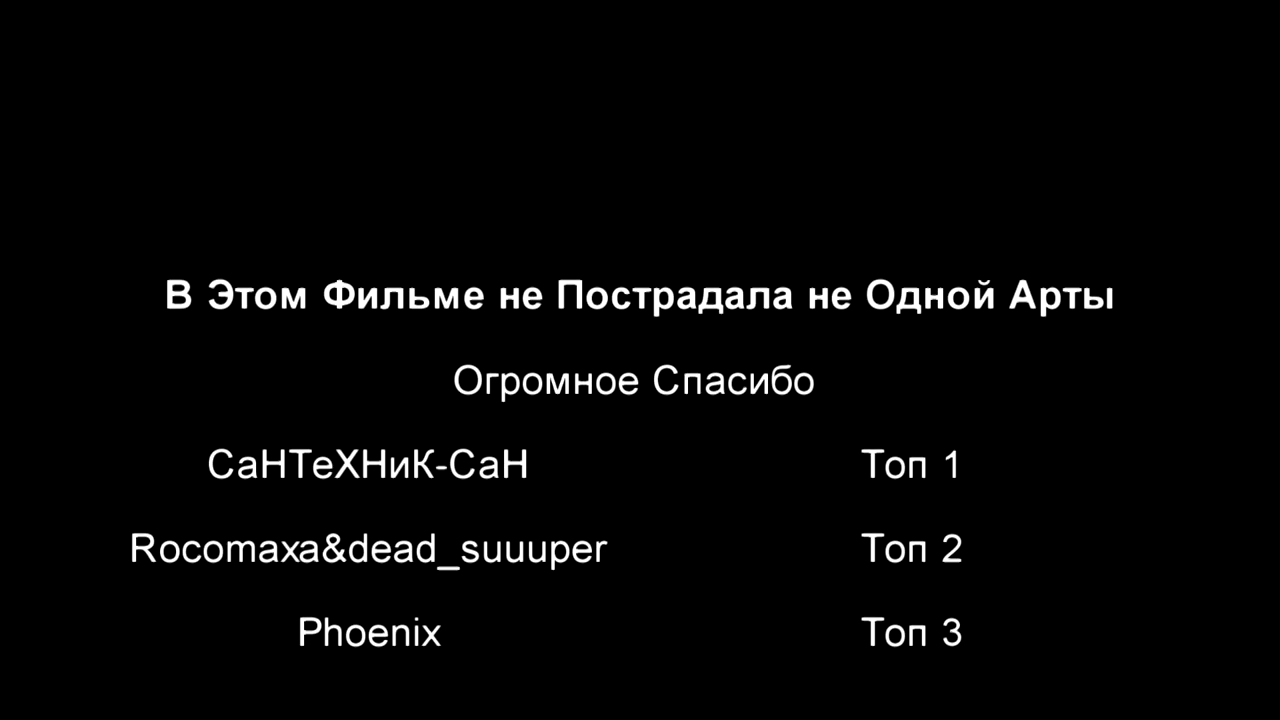 В Этом Фильме не Пострадала не Одной Арты
Огромное Спасибо
СаНТеХНиК-СаН Топ 1
Rocomaxa&dead_suuuper Топ 2
Phoenix Топ 3